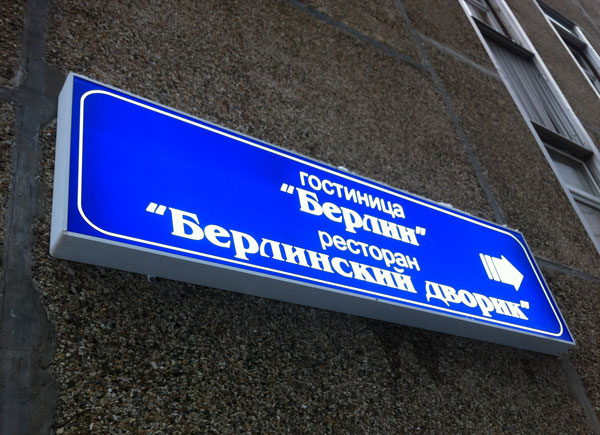 гостиница
"Берлин"
ресторан
"Берлинский дворик"